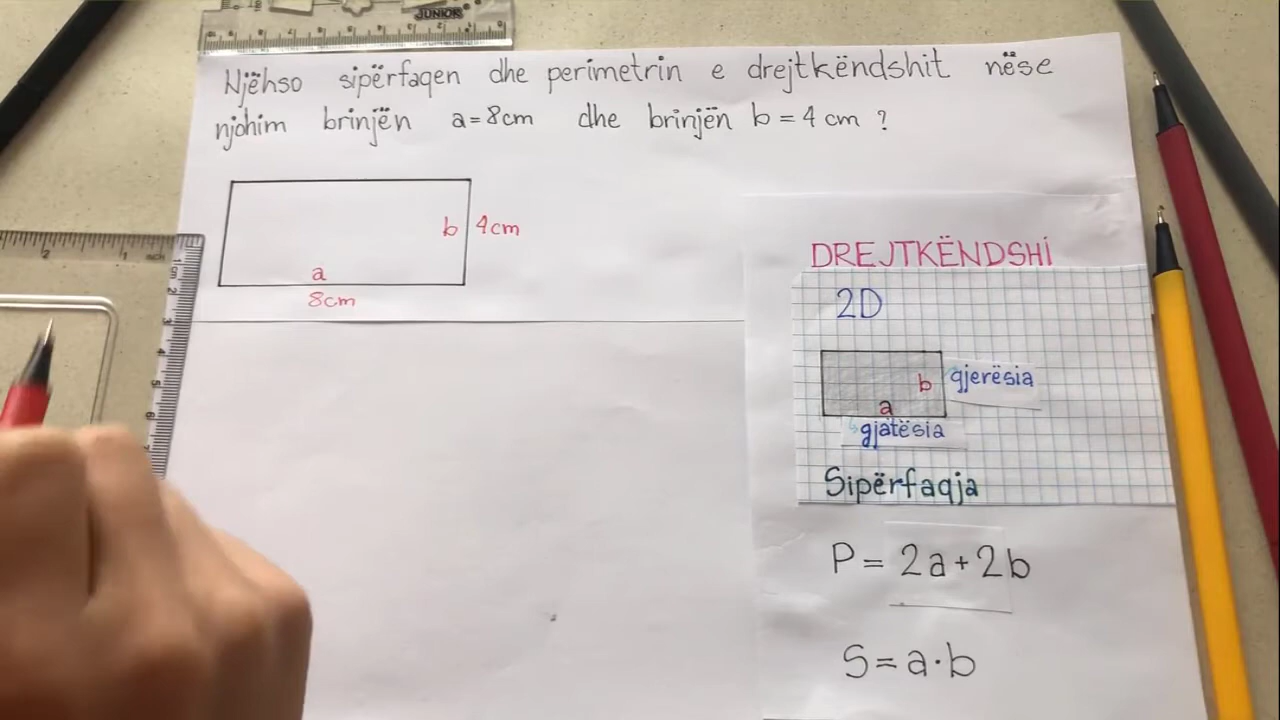 JUNIOR
Njëhso sipërfaqen dhe perimetrin e drejtkëndshit nëse
njohim brinjën a=8cm dhe brinjën b=4cm ?
b 4cm
a
8cm
DREJTKËNDSHI
2D
b gjerësia
a
gjatësia
Sipërfaqja
P= 2a+2b
S=a·b